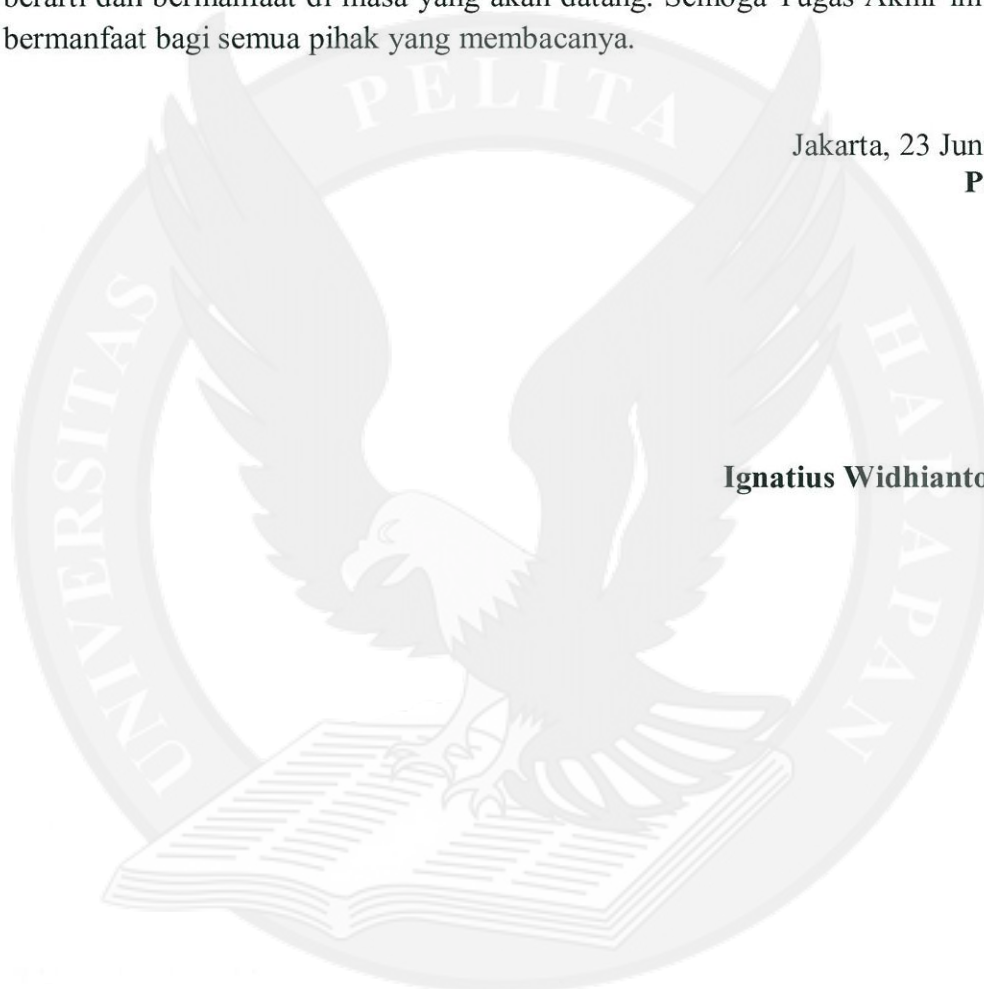 berarti dan bermanfaat di masa yang akan datang. Semoga Tugas Akhir ini
bermanfaat bagi semua pihak yang membacanya.
PELITA
Jakarta, 23 Jun
P
UNIVERSITAS
HARAPAN
Ignatius Widhianto